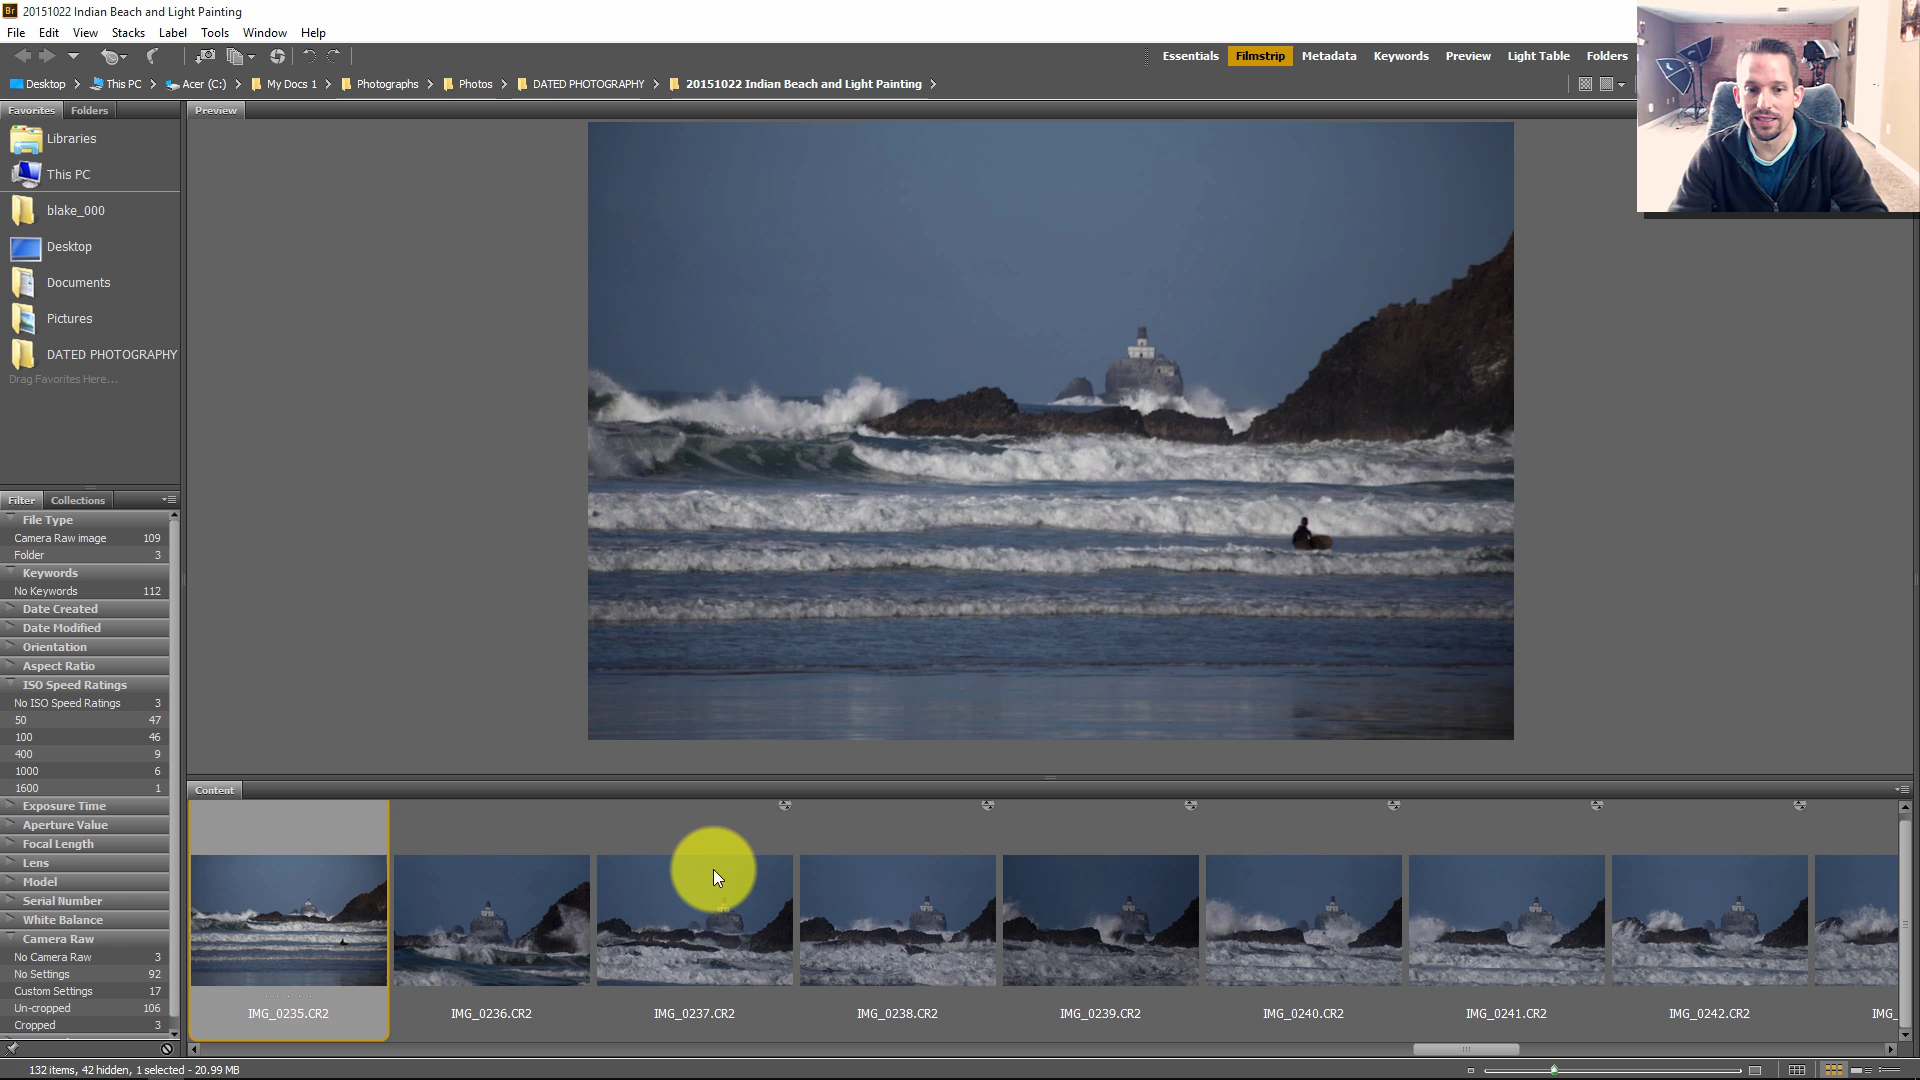 Br 20151022 Indian Beach and Light Painting
File Edit View Stacks Label Tools Window Help
Essentials Filmstrip Metadata Keywords Preview Light Table Folders
Desktop This PC Acer (C:) My Docs 1 Photographs Photos DATED PHOTOGRAPHY 20151022 Indian Beach and Light Painting
Favorites Folders
Preview
Libraries
This PC
blake_000
Desktop
Documents
Pictures
DATED PHOTOGRAPHY
Drag Favorites Here...
Filter Collections
File Type
Camera Raw image 109
Folder 3
Keywords
No Keywords 112
Date Created
Date Modified
Orientation
Aspect Ratio
ISO Speed Ratings
No ISO Speed Ratings 3
50 47
100 46
400 9
1000 6
1600 1
Exposure Time
Aperture Value
Focal Length
Lens
Model
Serial Number
White Balance
Camera Raw
No Camera Raw 3
No Settings 92
Custom Settings 17
Un-cropped 106
Cropped 3
Content
IMG_0235.CR2 IMG_0236.CR2 IMG_0237.CR2 IMG_0238.CR2 IMG_0239.CR2 IMG_0240.CR2 IMG_0241.CR2 IMG_0242.CR2 IMG_
132 items, 42 hidden, 1 selected - 20.99 MB